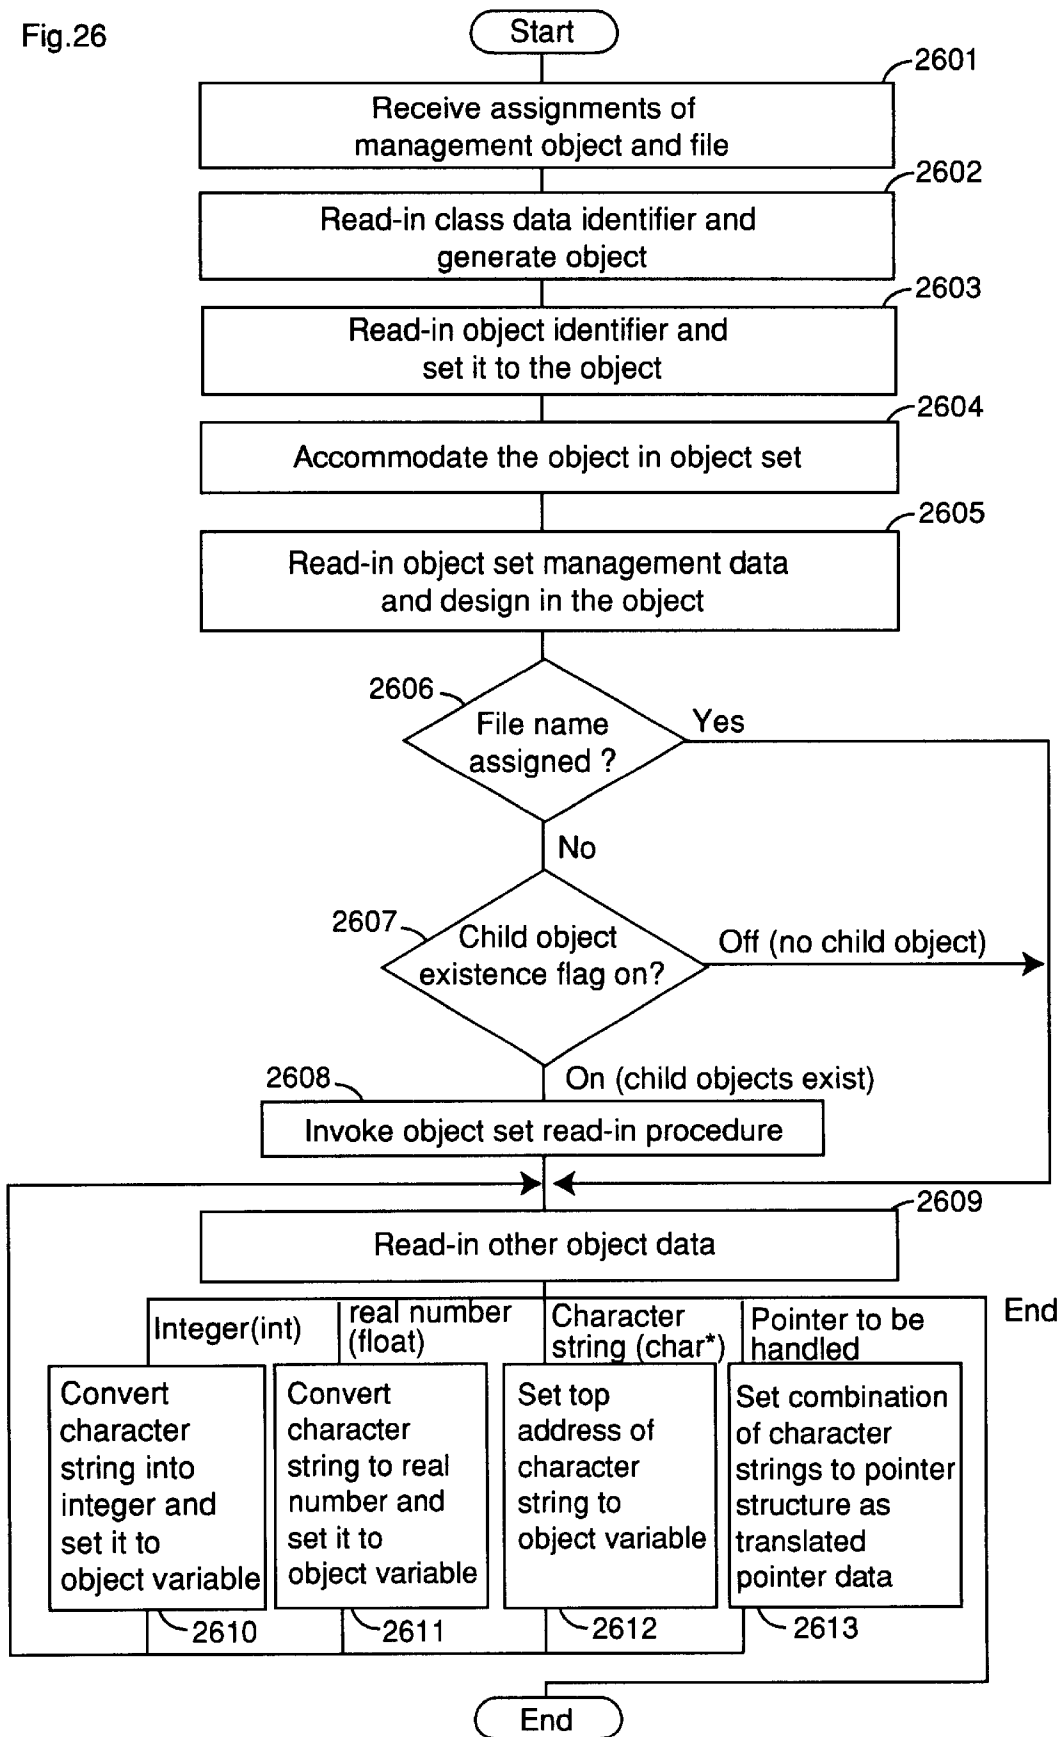 Fig.26
Start
2601
Receive assignments of
management object and file
2602
Read-in class data identifier and
generate object
2603
Read-in object identifier and
set it to the object
2604
Accommodate the object in object set
2605
Read-in object set management data
and design in the object
2606
File name
assigned ?
Yes
No
2607
Child object
existence flag on?
Off (no child object)
On (child objects exist)
2608
Invoke object set read-in procedure
2609
Read-in other object data
Integer(int)
real number
(float)
Character
string (char*)
Pointer to be
handled
End
Convert
character
string into
integer and
set it to
object variable
Convert
character
string to real
number and
set it to
object variable
Set top
address of
character
string to
object variable
Set combination
of character
strings to pointer
structure as
translated
pointer data
2610
2611
2612
2613
End